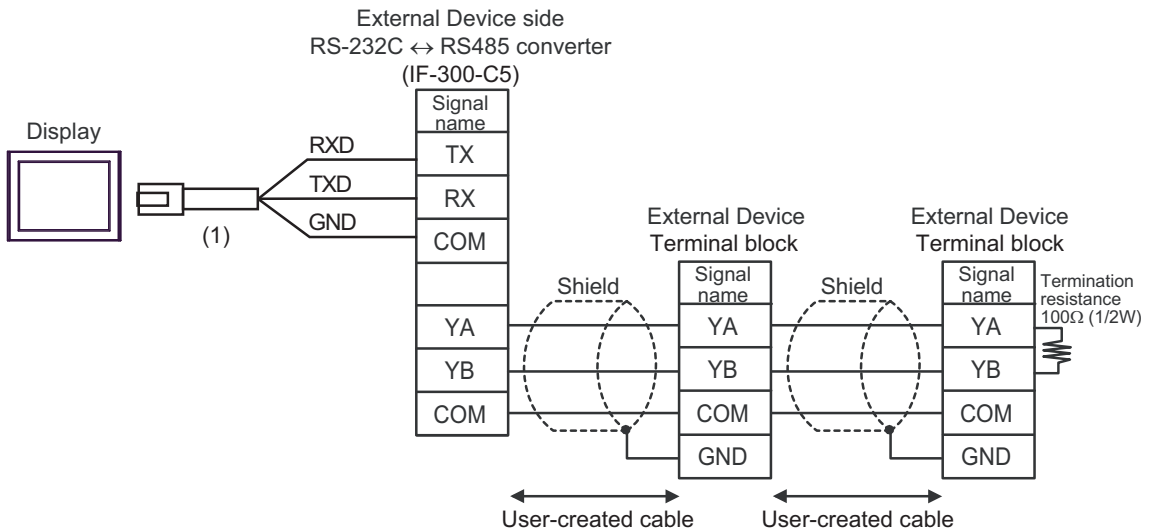 External Device side
RS-232C ↔ RS485 converter
(IF-300-C5)
Display
(1)
RXD
TXD
GND
Signal
name
TX
RX
COM
YA
YB
COM
Shield
External Device
Terminal block
Signal
name
YA
YB
COM
GND
Shield
External Device
Terminal block
Signal
name
YA
YB
COM
GND
Termination
resistance
100Ω (1/2W)
User-created cable
User-created cable